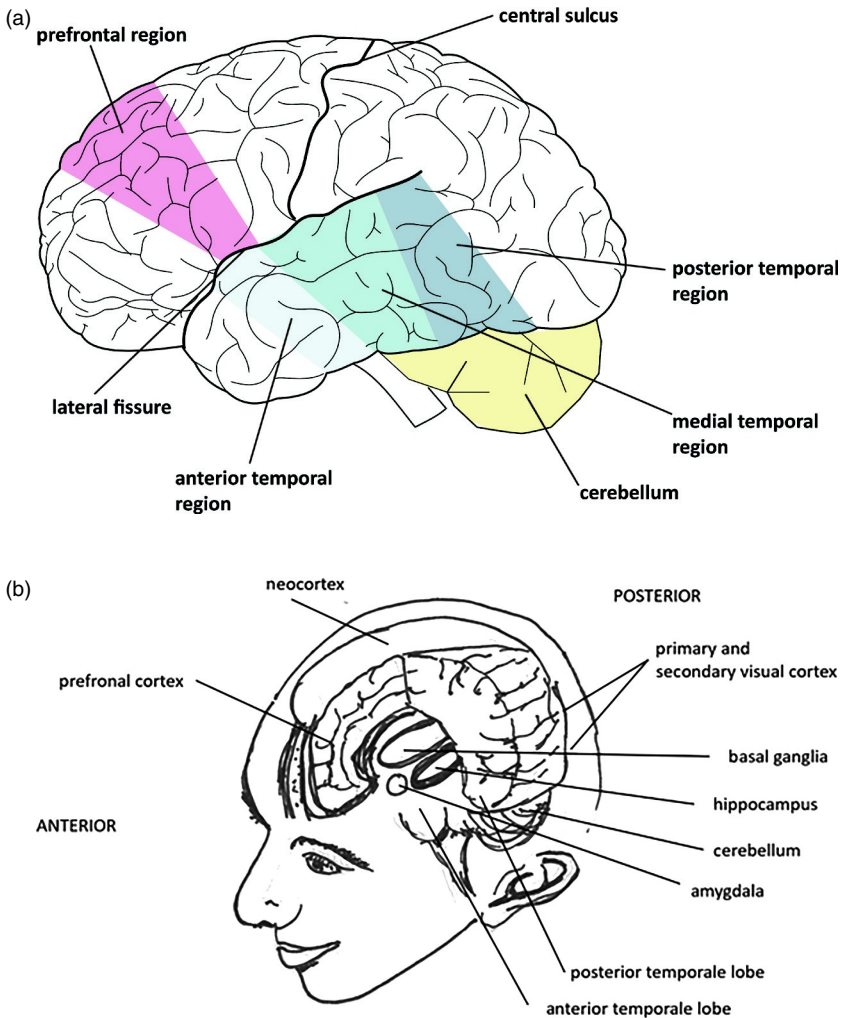 (a)
central sulcus
prefrontal region
posterior temporal
region
lateral fissure
medial temporal
region
anterior temporal
region
cerebellum
(b)
neocortex
POSTERIOR
primary and
secondary visual cortex
prefronal cortex
basal ganglia
hippocampus
ANTERIOR
cerebellum
amygdala
posterior temporale lobe
anterior temporale lobe